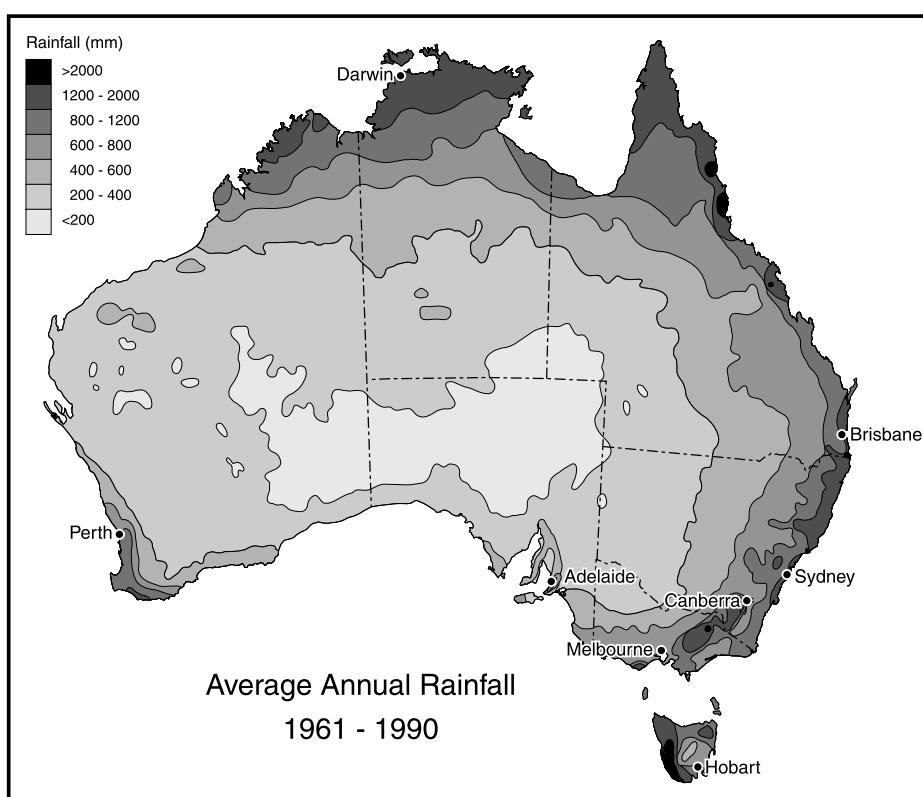 Rainfall (mm)
>2000
1200 - 2000
800 - 1200
600 - 800
400 - 600
200 - 400
<200
Darwin
Brisbane
Perth
Adelaide
Sydney
Canberra
Melbourne
Average Annual Rainfall
1961 - 1990
Hobart